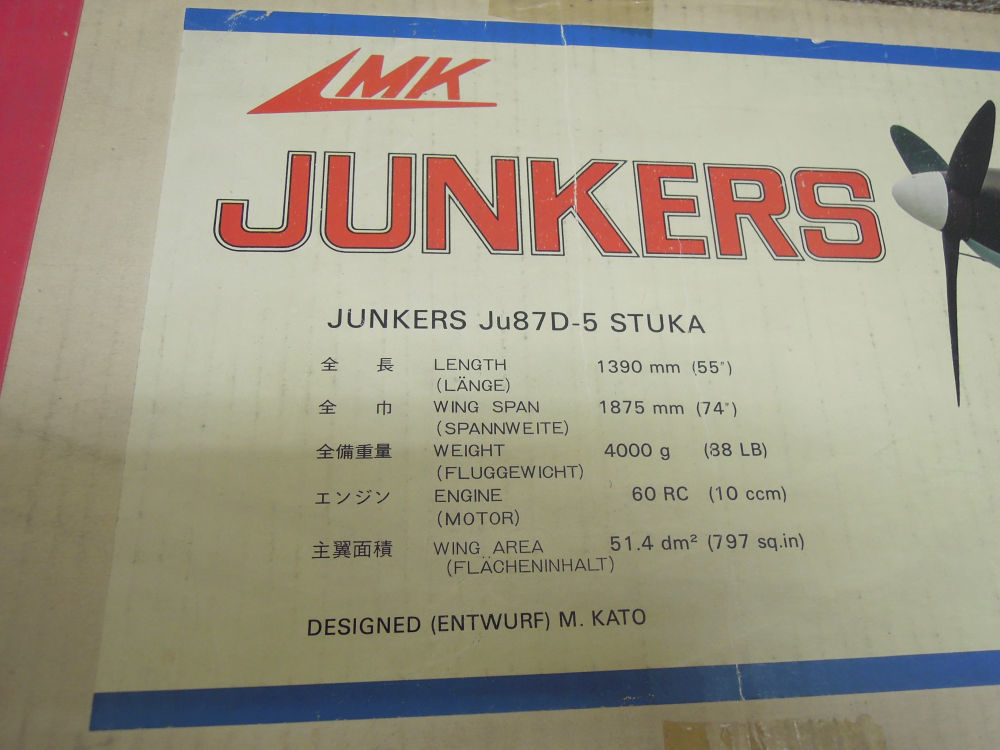 MK
JUNKERS
JUNKERS Ju87D-5 STUKA
全 長 LENGTH 1390 mm (55")
(LÄNGE)
全 巾 WING SPAN 1875 mm (74")
(SPANNWEITE)
全備重量 WEIGHT 4000 g (88 LB)
(FLUGGEWICHT)
エンジン ENGINE 60 RC (10 ccm)
(MOTOR)
主翼面積 WING AREA 51.4 dm² (797 sq.in)
(FLÄCHENINHALT)
DESIGNED (ENTWURF) M. KATO